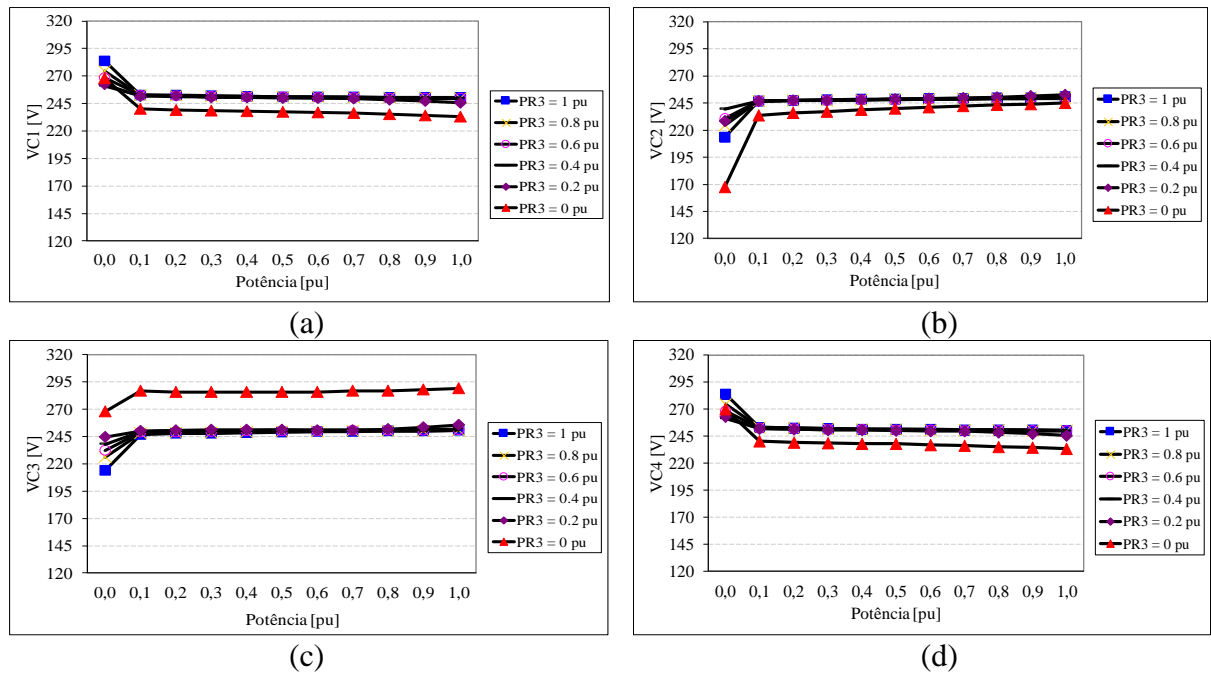 320
295
270
245
220
195
170
145
120
VC1 [V]
0,0 0,1 0,2 0,3 0,4 0,5 0,6 0,7 0,8 0,9 1,0
Potência [pu]
PR3 = 1 pu
PR3 = 0.8 pu
PR3 = 0.6 pu
PR3 = 0.4 pu
PR3 = 0.2 pu
PR3 = 0 pu
(a)
320
295
270
245
220
195
170
145
120
VC2 [V]
0,0 0,1 0,2 0,3 0,4 0,5 0,6 0,7 0,8 0,9 1,0
Potência [pu]
PR3 = 1 pu
PR3 = 0.8 pu
PR3 = 0.6 pu
PR3 = 0.4 pu
PR3 = 0.2 pu
PR3 = 0 pu
(b)
320
295
270
245
220
195
170
145
120
VC3 [V]
0,0 0,1 0,2 0,3 0,4 0,5 0,6 0,7 0,8 0,9 1,0
Potência [pu]
PR3 = 1 pu
PR3 = 0.8 pu
PR3 = 0.6 pu
PR3 = 0.4 pu
PR3 = 0.2 pu
PR3 = 0 pu
(c)
320
295
270
245
220
195
170
145
120
VC4 [V]
0,0 0,1 0,2 0,3 0,4 0,5 0,6 0,7 0,8 0,9 1,0
Potência [pu]
PR3 = 1 pu
PR3 = 0.8 pu
PR3 = 0.6 pu
PR3 = 0.4 pu
PR3 = 0.2 pu
PR3 = 0 pu
(d)